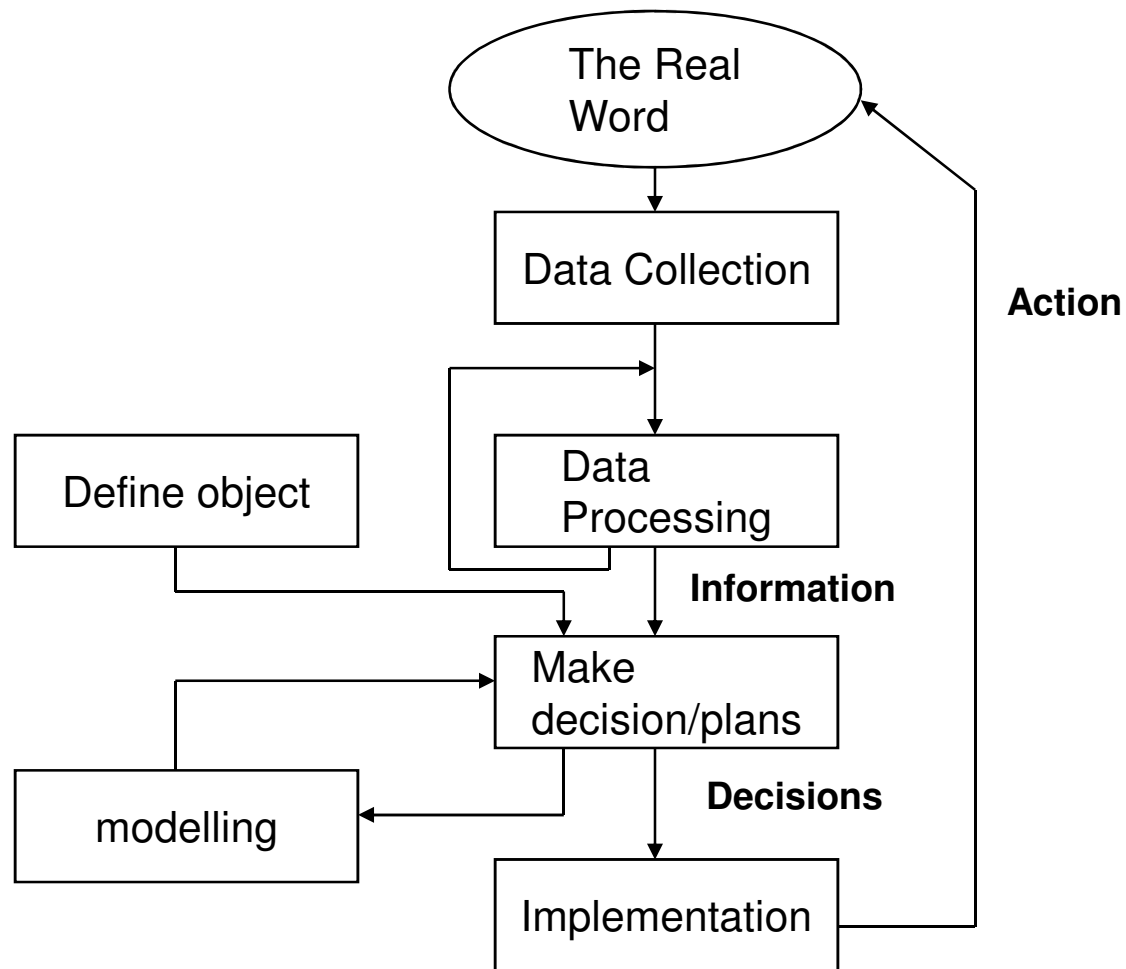 The Real
Word
Data Collection
Action
Data
Processing
Define object
Information
Make
decision/plans
Decisions
modelling
Implementation